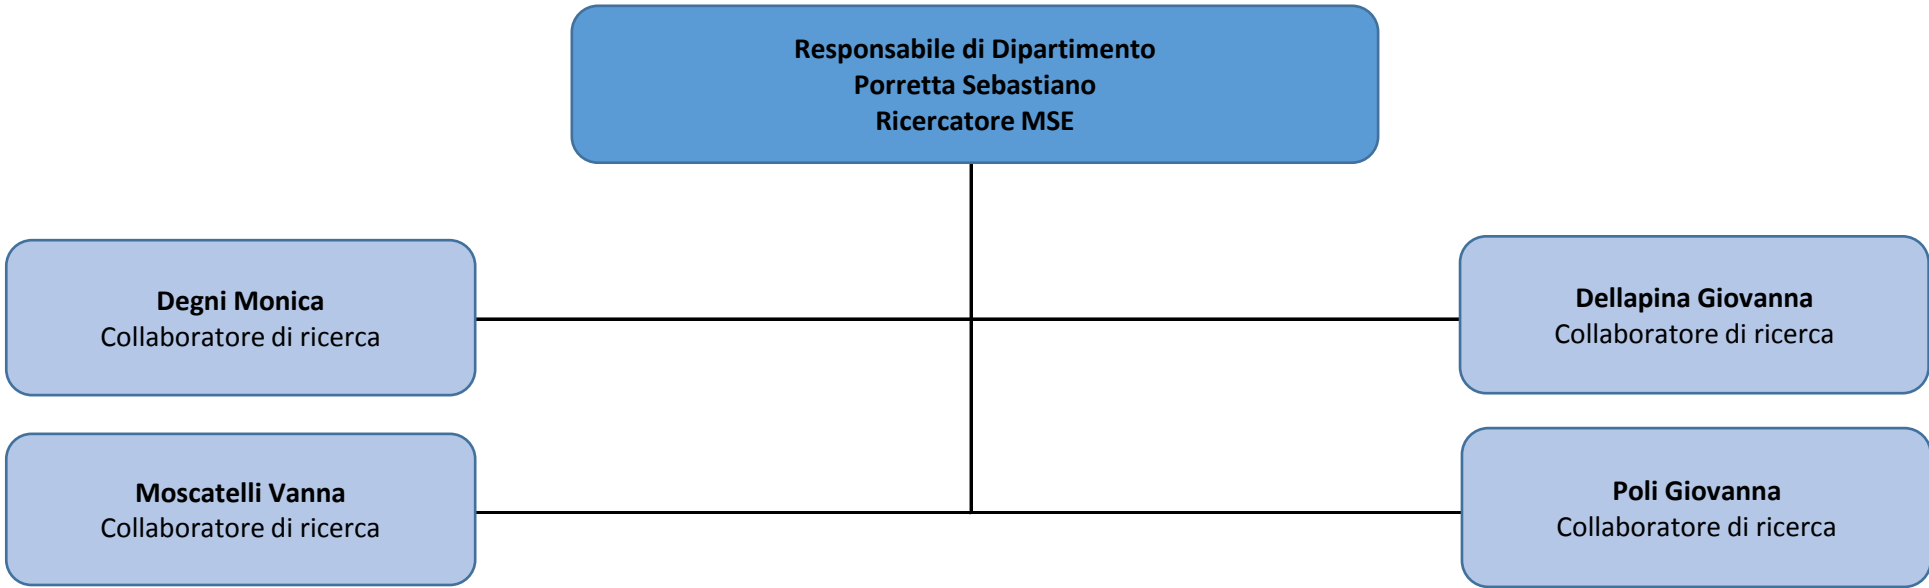 Responsabile di Dipartimento
Porretta Sebastiano
Ricercatore MSE
Degni Monica
Collaboratore di ricerca
Dellapina Giovanna
Collaboratore di ricerca
Moscatelli Vanna
Collaboratore di ricerca
Poli Giovanna
Collaboratore di ricerca